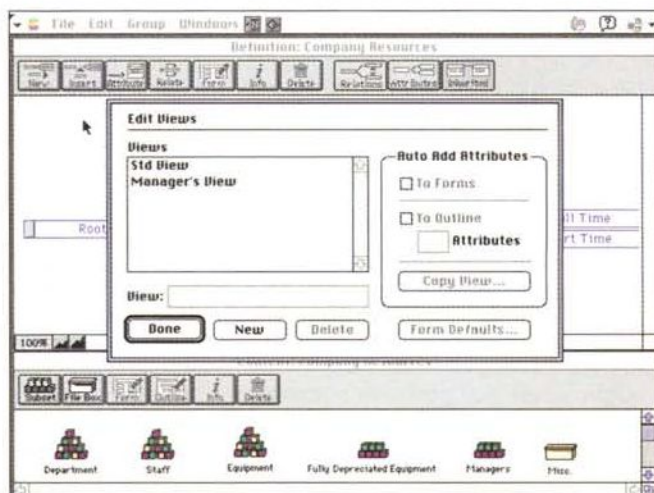 File Edit Group Windows
Definition: Company Resources
New Insert Attribute Relate Form Info Delete Relations Attributes Inherited
Edit Views
Views
Std View
Manager's View
Auto Add Attributes
To Forms
To Outline
Attributes
Copy View...
Root
ll Time
rt Time
View:
Done New Delete Form Defaults...
100%
Content: Company Resources
Subset File Box Form Outline Info Delete
Department Staff Equipment Fully Depreciated Equipment Managers Misc.